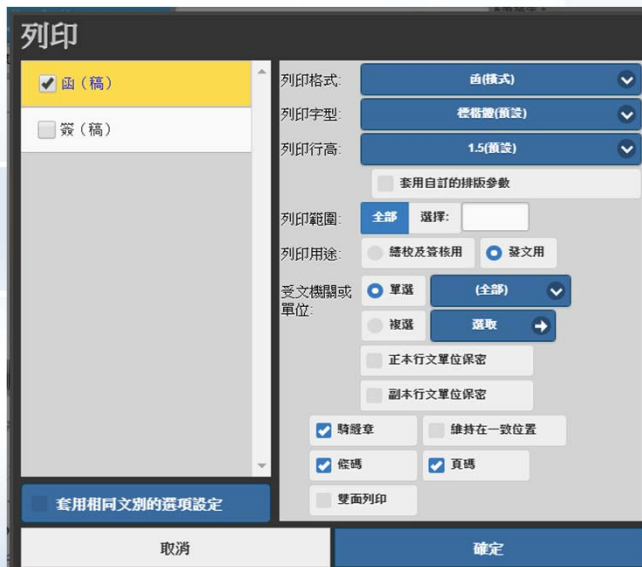 列印
函（稿）
簽（稿）
套用相同文別的選項設定
列印格式: 函(橫式)
列印字型: 標楷體(預設)
列印行高: 1.5(預設)
套用自訂的排版參數
列印範圍: 全部 選擇:
列印用途: 繕校及簽核用 發文用
受文機關或單位: 單選 (全部)
複選 選取
正本行文單位保密
副本行文單位保密
騎縫章 維持在一致位置
條碼 頁碼
雙面列印
取消 確定